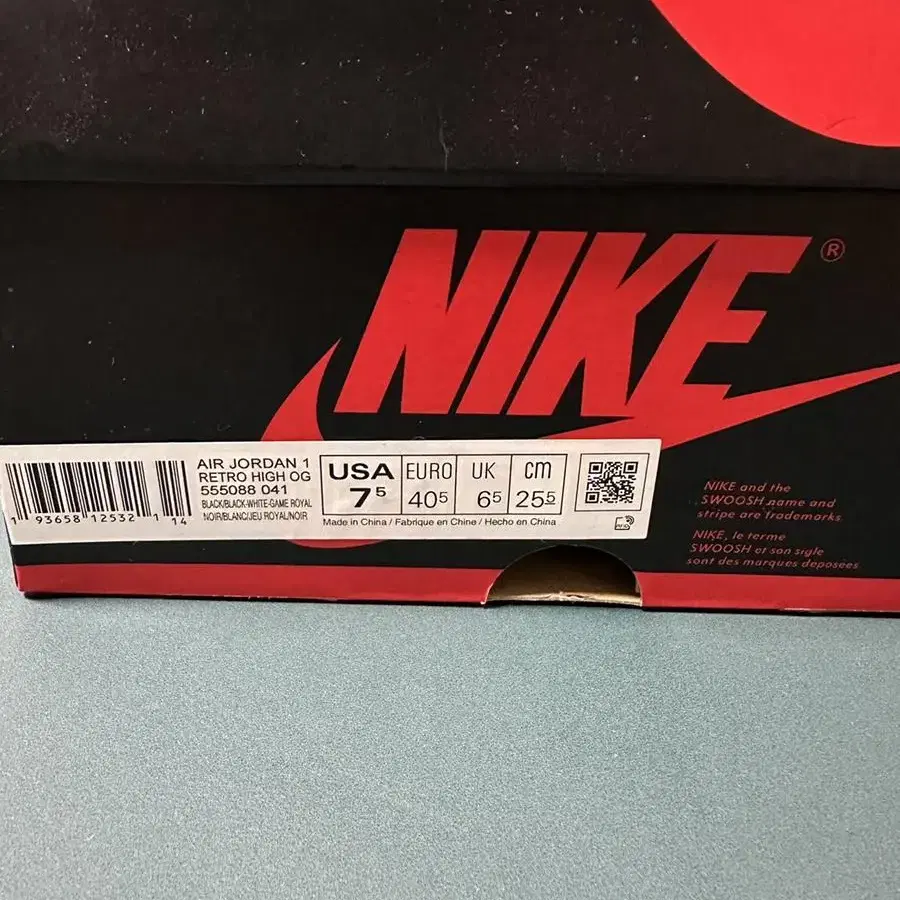 NIKE®
AIR JORDAN 1
RETRO HIGH OG
555088 041
BLACK/BLACK-WHITE-GAME ROYAL
NOIR/BLANC/JEU ROYAL/NOIR
1 93658 12532 1 14
USA EURO UK cm
7⁵ 40⁵ 6⁵ 25⁵
Made in China / Fabrique en Chine / Hecho en China
NIKE and the
SWOOSH name and
stripe are trademarks.
NIKE, le terme
SWOOSH et son sigle
sont des marques deposees